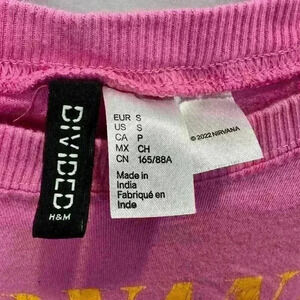 DIVIDED
H&M
EUR S
US S
CA P
MX CH
CN 165/88A
Made in
India
Fabriqué en
Inde
© 2022 NIRVANA